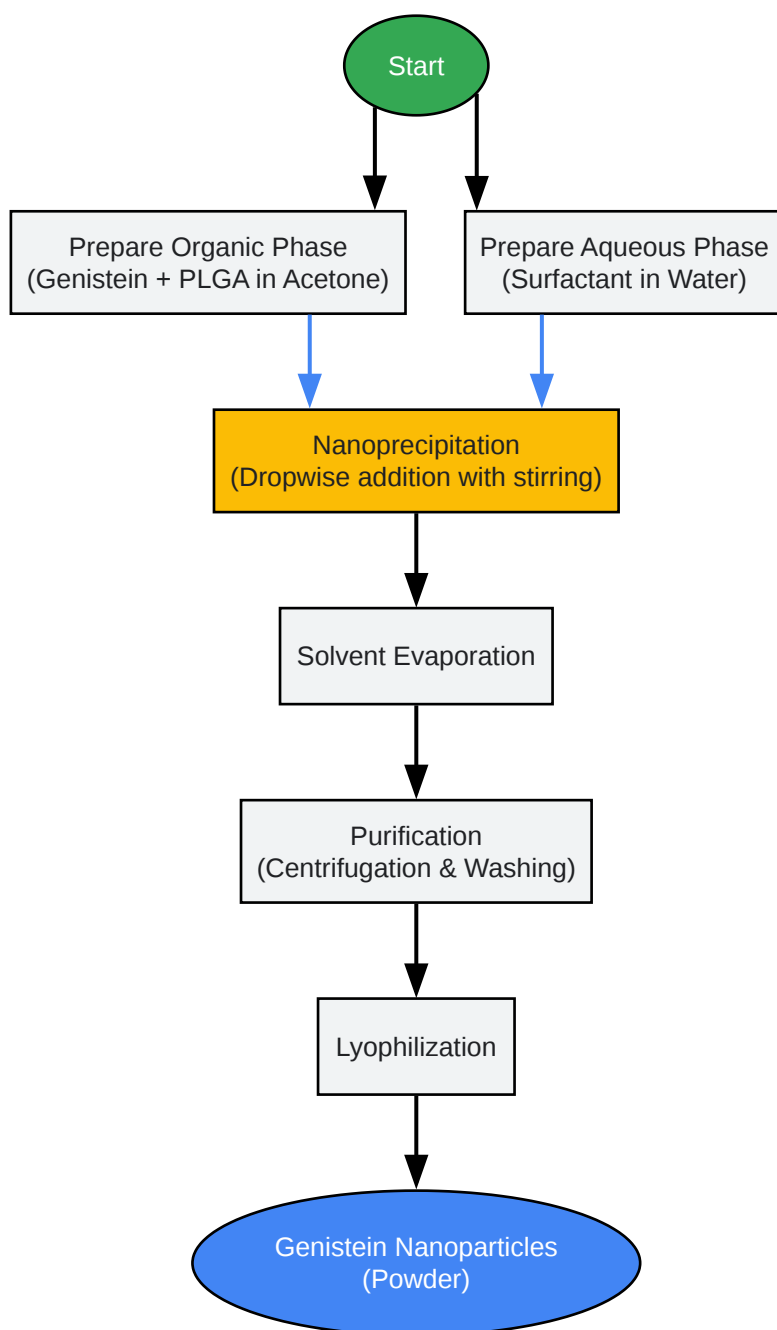 Start
Prepare Organic Phase
(Genistein + PLGA in Acetone)
Prepare Aqueous Phase
(Surfactant in Water)
Nanoprecipitation
(Dropwise addition with stirring)
Solvent Evaporation
Purification
(Centrifugation & Washing)
Lyophilization
Genistein Nanoparticles
(Powder)